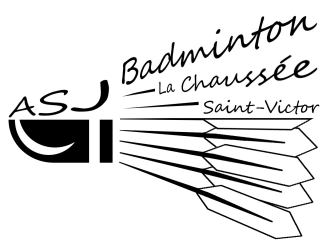 Badminton
La Chaussée
Saint-Victor
ASJ